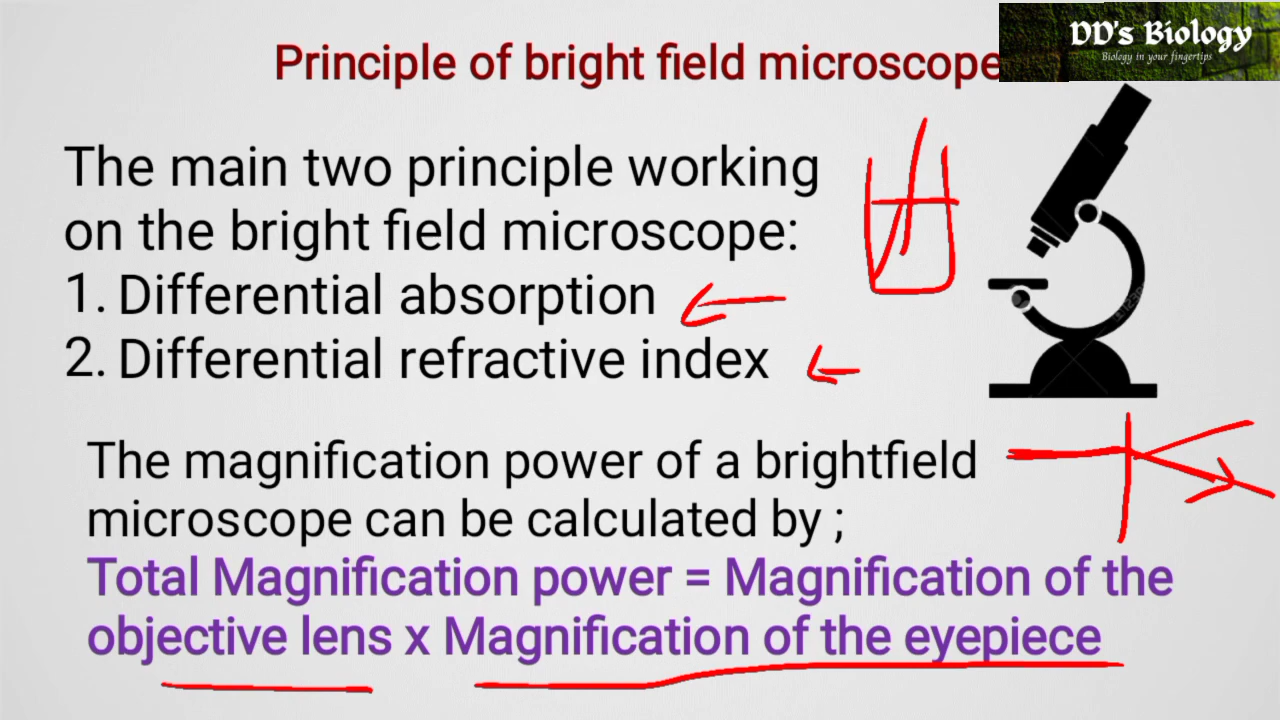 Principle of bright field microscope
DD's Biology
Biology in your fingertips
The main two principle working
on the bright field microscope:
1. Differential absorption
2. Differential refractive index
The magnification power of a brightfield
microscope can be calculated by ;
Total Magnification power = Magnification of the
objective lens x Magnification of the eyepiece